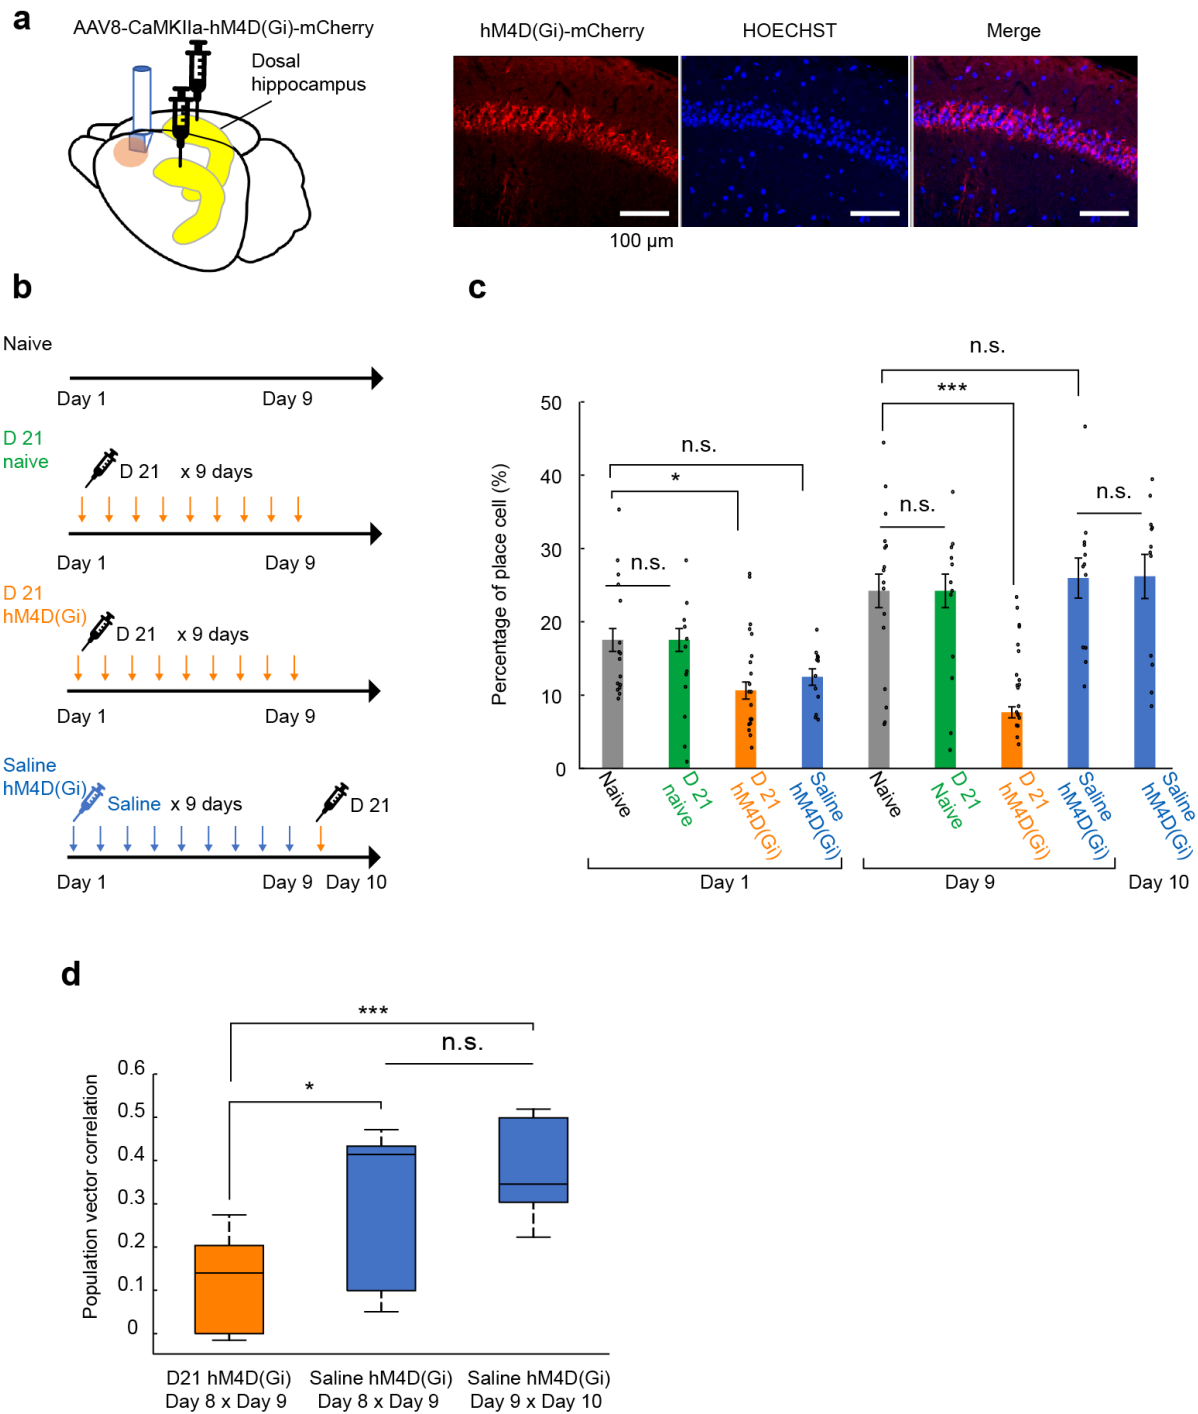 a
AAV8-CaMKIIa-hM4D(Gi)-mCherry
Dosal
hippocampus
hM4D(Gi)-mCherry
HOECHST
Merge
100 µm
b
Naive
Day 1
Day 9
D 21
naive
D 21
x 9 days
Day 1
Day 9
D 21
hM4D(Gi)
D 21
x 9 days
Day 1
Day 9
Saline
hM4D(Gi)
Saline
x 9 days
D 21
Day 1
Day 9
Day 10
c
Percentage of place cell (%)
50
40
30
20
10
0
n.s.
*
n.s.
n.s.
***
n.s.
n.s.
Naive
D 21
naive
D 21
hM4D(Gi)
Saline
hM4D(Gi)
Naive
D 21
Naive
D 21
hM4D(Gi)
Saline
hM4D(Gi)
Saline
hM4D(Gi)
Day 1
Day 9
Day 10
d
Population vector correlation
0.6
0.5
0.4
0.3
0.2
0.1
0
***
n.s.
*
D21 hM4D(Gi)
Day 8 x Day 9
Saline hM4D(Gi)
Day 8 x Day 9
Saline hM4D(Gi)
Day 9 x Day 10